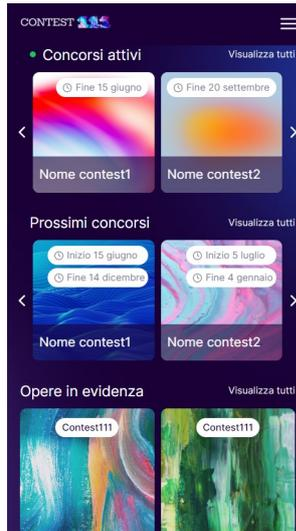 CONTEST 111
Concorsi attivi
Visualizza tutti
Fine 15 giugno
Fine 20 settembre
Nome contest1
Nome contest2
Prossimi concorsi
Visualizza tutti
Inizio 15 giugno
Inizio 5 luglio
Fine 14 dicembre
Fine 4 gennaio
Nome contest1
Nome contest2
Opere in evidenza
Visualizza tutti
Contest111
Contest111